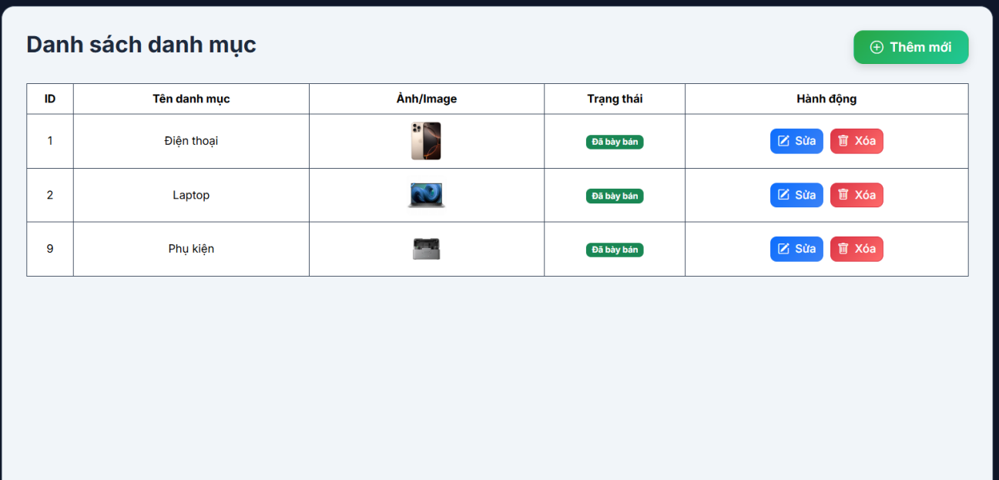 Danh sách danh mục
Thêm mới
ID Tên danh mục Ảnh/Image Trạng thái Hành động
1 Điện thoại Đã bày bán Sửa Xóa
2 Laptop Đã bày bán Sửa Xóa
9 Phụ kiện Đã bày bán Sửa Xóa